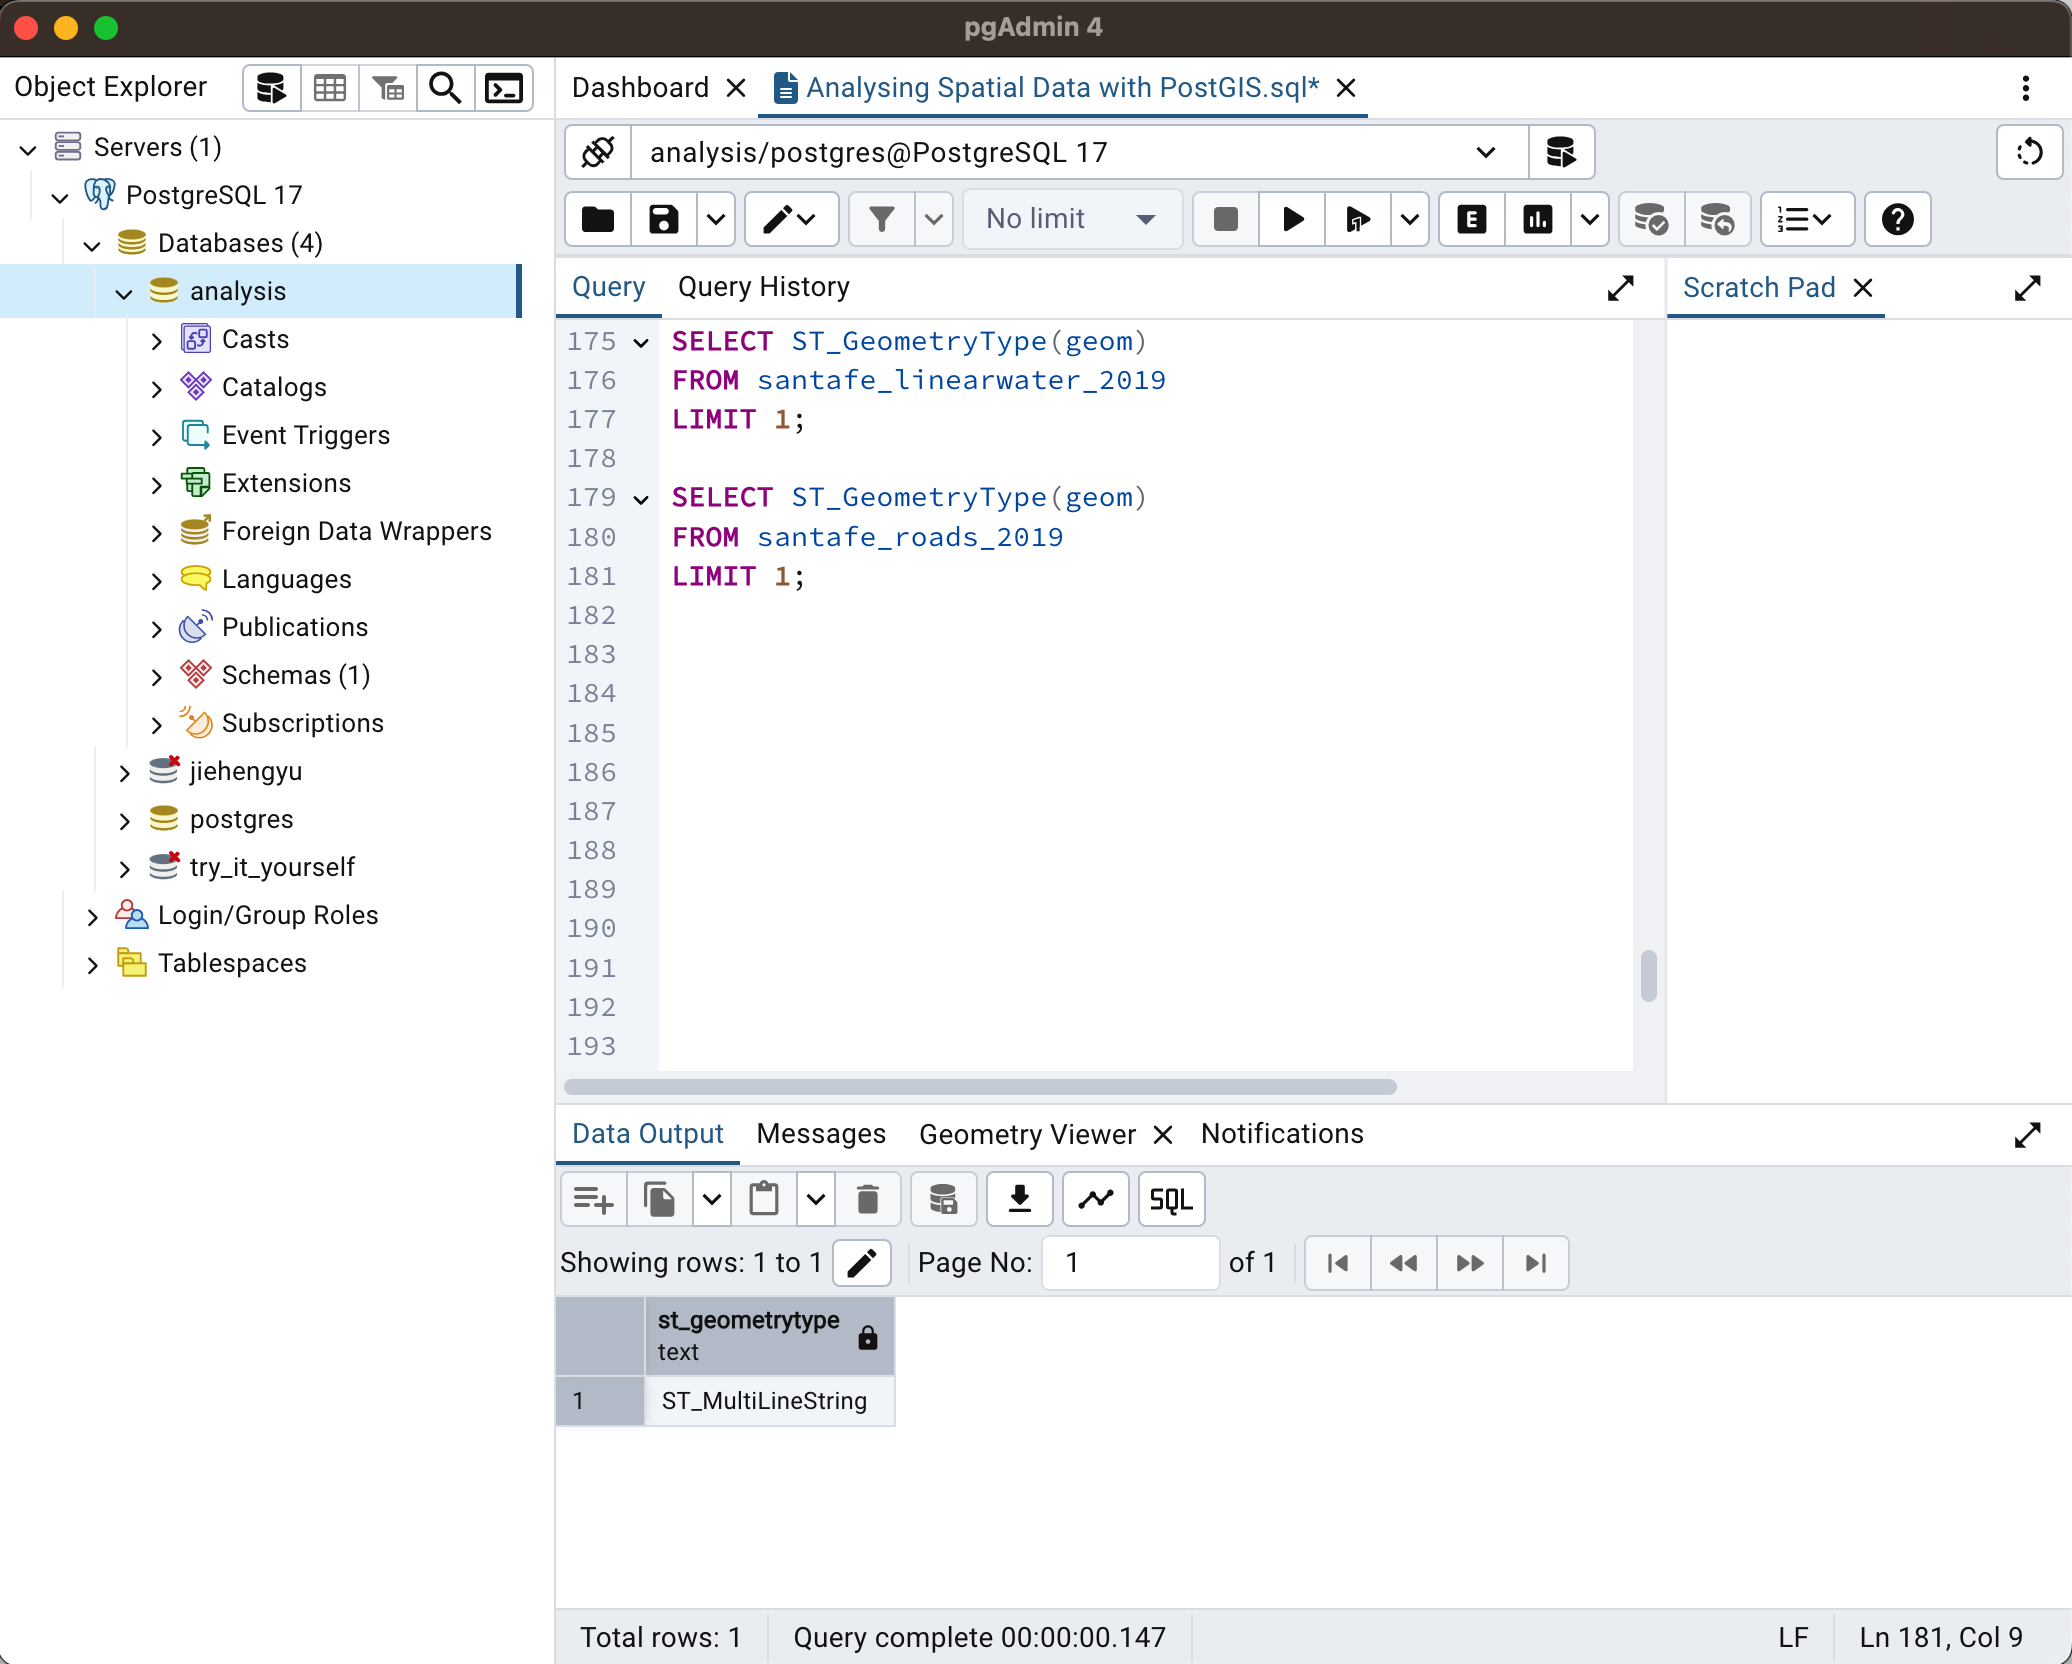 pgAdmin 4
Object Explorer
Servers (1)
PostgreSQL 17
Databases (4)
analysis
Casts
Catalogs
Event Triggers
Extensions
Foreign Data Wrappers
Languages
Publications
Schemas (1)
Subscriptions
jiehengyu
postgres
try_it_yourself
Login/Group Roles
Tablespaces
Dashboard
Analysing Spatial Data with PostGIS.sql*
analysis/postgres@PostgreSQL 17
No limit
E
Query
Query History
Scratch Pad
175 SELECT ST_GeometryType(geom)
176 FROM santafe_linearwater_2019
177 LIMIT 1;
178
179 SELECT ST_GeometryType(geom)
180 FROM santafe_roads_2019
181 LIMIT 1;
182
183
184
185
186
187
188
189
190
191
192
193
Data Output
Messages
Geometry Viewer
Notifications
SQL
Showing rows: 1 to 1
Page No: 1 of 1
st_geometrytype
text
1 ST_MultiLineString
Total rows: 1
Query complete 00:00:00.147
LF
Ln 181, Col 9